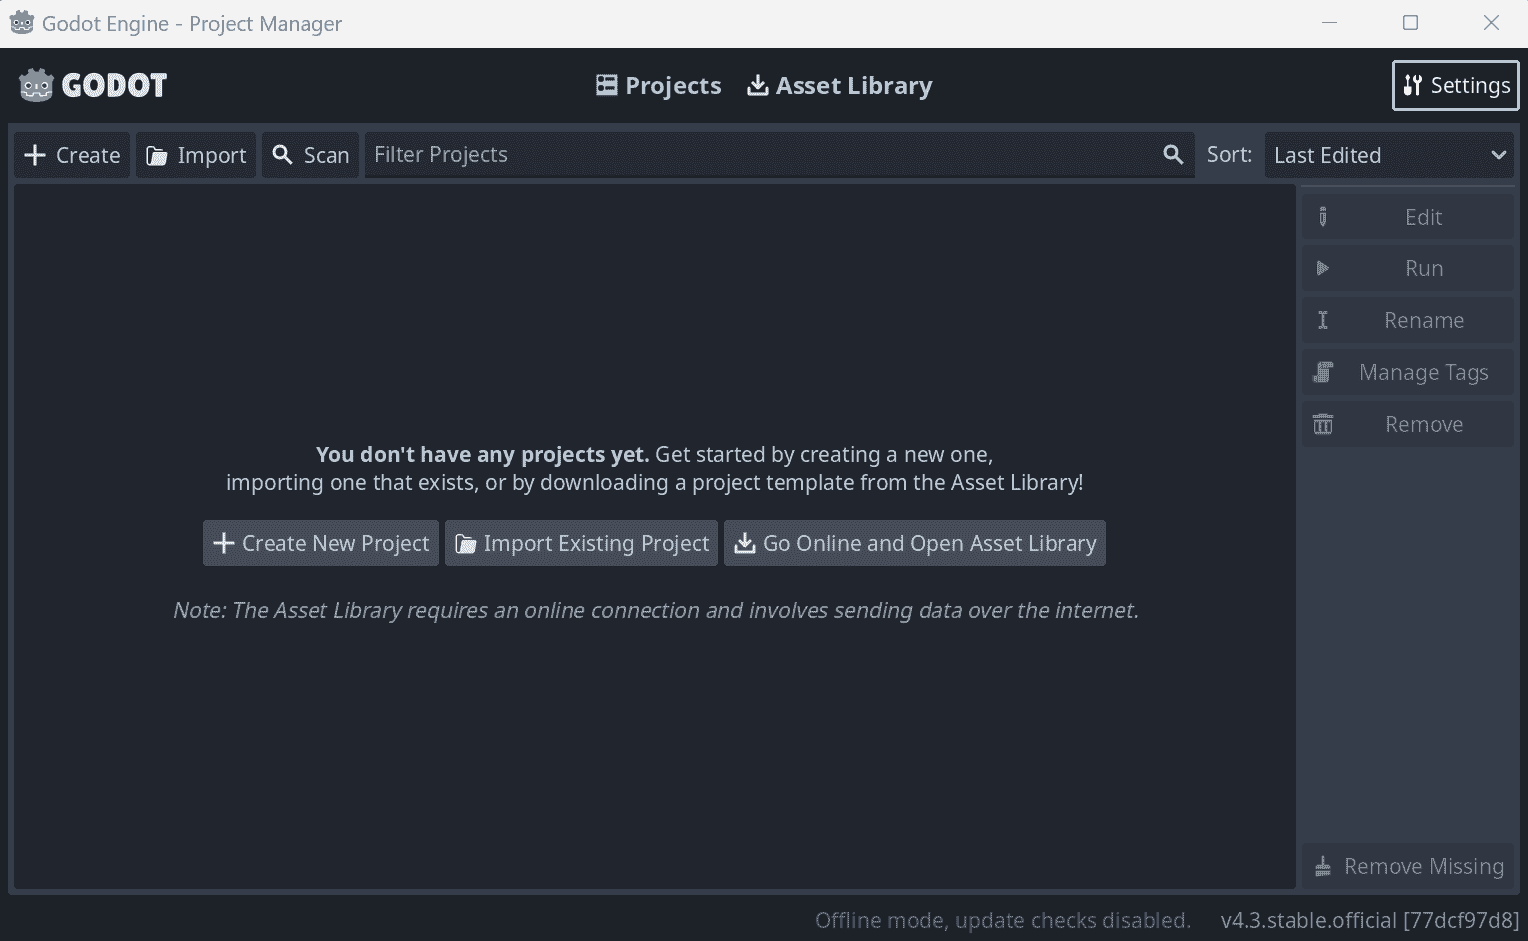 Godot Engine - Project Manager
GODOT
Projects
Asset Library
Settings
Create
Import
Scan
Filter Projects
Sort:
Last Edited
Edit
Run
Rename
Manage Tags
Remove
You don't have any projects yet. Get started by creating a new one,
importing one that exists, or by downloading a project template from the Asset Library!
Create New Project
Import Existing Project
Go Online and Open Asset Library
Note: The Asset Library requires an online connection and involves sending data over the internet.
Remove Missing
Offline mode, update checks disabled.
v4.3.stable.official [77dcf97d8]